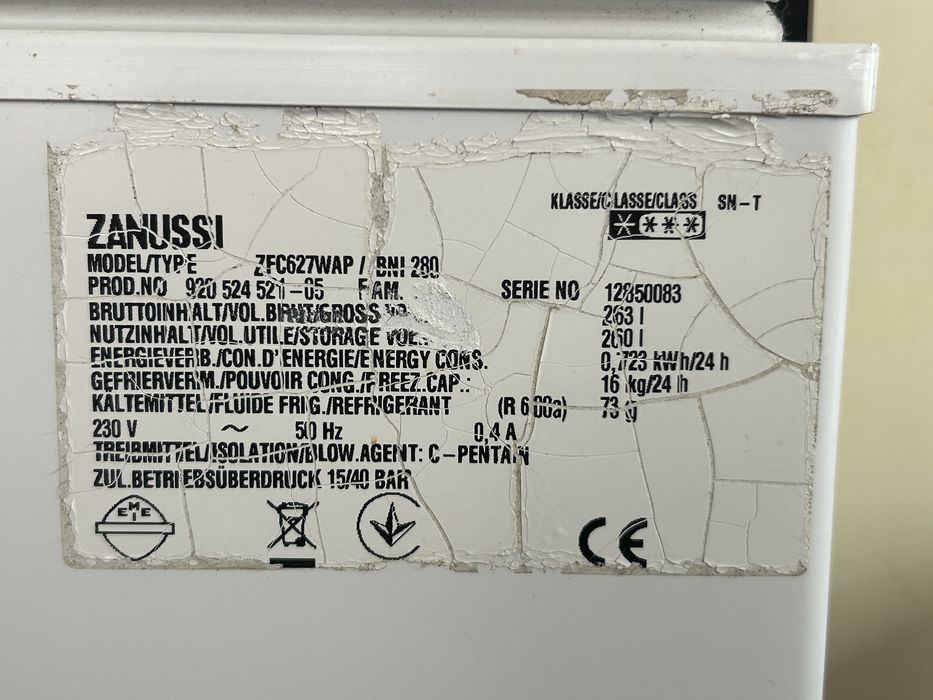 KLASSE/CLASSE/CLASS SN-T
ZANUSSI
MODEL/TYPE ZFC627WAP / BNI 280
PROD.NO 920 524 521-05 FAM. SERIE NO 12850083
BRUTTOINHALT/VOL.BRUT/GROSS 263 l
NUTZINHALT/VOL.UTILE/STORAGE 260 l
ENERGIEVERB./CON.D'ENERGIE/ENERGY CONS. 0,723 kWh/24 h
GEFRIERVERM./POUVOIR CONG./FREEZ.CAP.: 16 kg/24 h
KALTEMITTEL/FLUIDE FRIG./REFRIGERANT (R 600a) 73 g
230 V ~ 50 Hz 0,4 A
TREIBMITTEL/ISOLATION/BLOW.AGENT: C-PENTAN
ZUL.BETRIEBSÜBERDRUCK 15/40 BAR
EMEI
CE